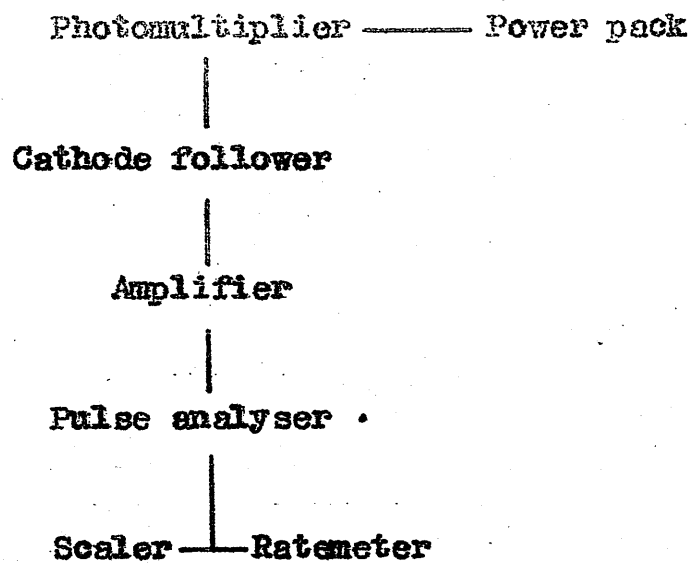 Photomultiplier Power pack
Cathode follower
Amplifier
Pulse analyser
Scaler Ratemeter